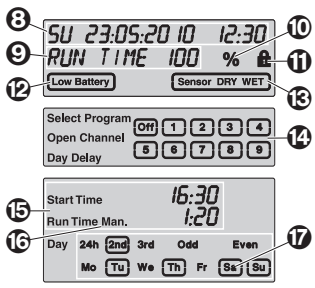 8 SU 23:05:20 10 12:30 10
9 RUN TIME 100 % 11
12 Low Battery Sensor DRY WET 13
Select Program Off 1 2 3 4
Open Channel 14
Day Delay 5 6 7 8 9
15 Start Time 16:30
16 Run Time Man. 1:20
Day 24h 2nd 3rd Odd Even 17
Mo Tu We Th Fr Sa Su